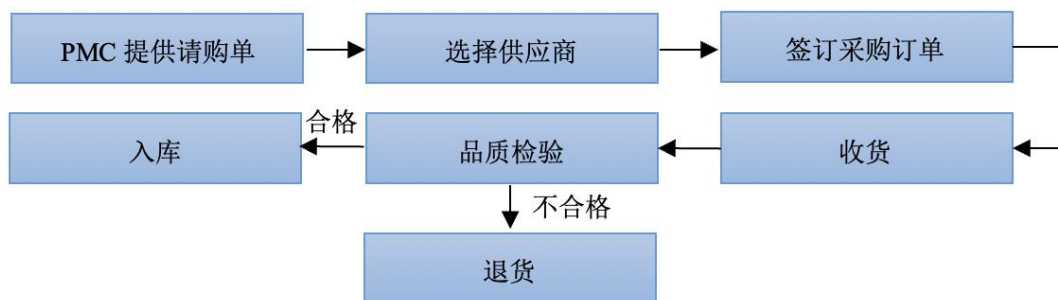 PMC 提供请购单
选择供应商
签订采购订单
入库
合格
品质检验
收货
不合格
退货